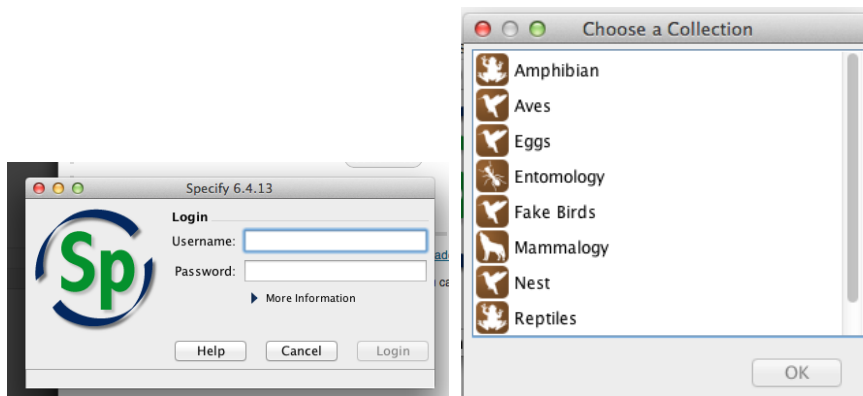 Specify 6.4.13
Sp
Login
Username:
Password:
More Information
Help Cancel Login
Choose a Collection
Amphibian
Aves
Eggs
Entomology
Fake Birds
Mammalogy
Nest
Reptiles
OK